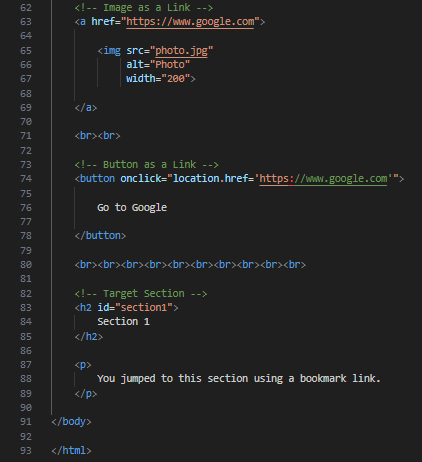 62 <!-- Image as a Link -->
63 <a href="https://www.google.com">
64
65 <img src="photo.jpg"
66 alt="Photo"
67 width="200">
68
69 </a>
70
71 <br><br>
72
73 <!-- Button as a Link -->
74 <button onclick="location.href='https://www.google.com'">
75
76 Go to Google
77
78 </button>
79
80 <br><br><br><br><br><br><br><br><br><br>
81
82 <!-- Target Section -->
83 <h2 id="section1">
84 Section 1
85 </h2>
86
87 <p>
88 You jumped to this section using a bookmark link.
89 </p>
90
91 </body>
92
93 </html>